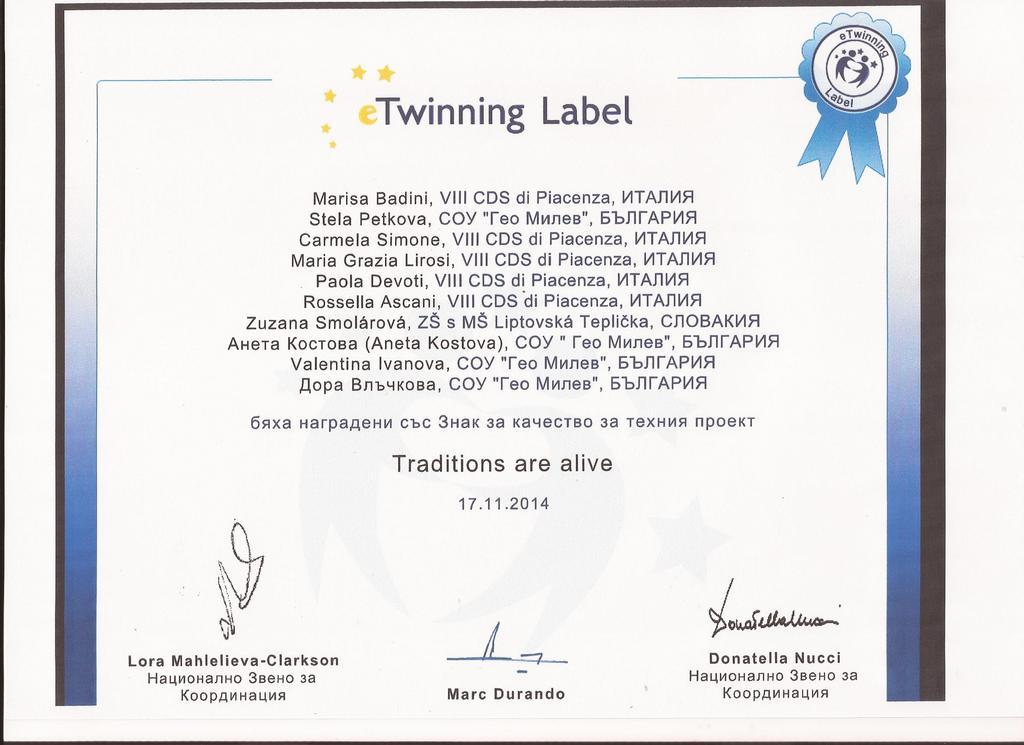 eTwinning Label
eTwinning
Label
Marisa Badini, VIII CDS di Piacenza, ИТАЛИЯ
Stela Petkova, СОУ "Гео Милев", БЪЛГАРИЯ
Carmela Simone, VIII CDS di Piacenza, ИТАЛИЯ
Maria Grazia Lirosi, VIII CDS di Piacenza, ИТАЛИЯ
Paola Devoti, VIII CDS di Piacenza, ИТАЛИЯ
Rossella Ascani, VIII CDS di Piacenza, ИТАЛИЯ
Zuzana Smolárová, ZŠ s MŠ Liptovská Teplička, СЛОВАКИЯ
Анета Костова (Aneta Kostova), СОУ " Гео Милев", БЪЛГАРИЯ
Valentina Ivanova, СОУ "Гео Милев", БЪЛГАРИЯ
Дора Влъчкова, СОУ "Гео Милев", БЪЛГАРИЯ
бяха наградени със Знак за качество за техния проект
Traditions are alive
17.11.2014
Lora Mahlelieva-Clarkson
Национално Звено за
Координация
Marc Durando
Donatella Nucci
Национално Звено за
Координация